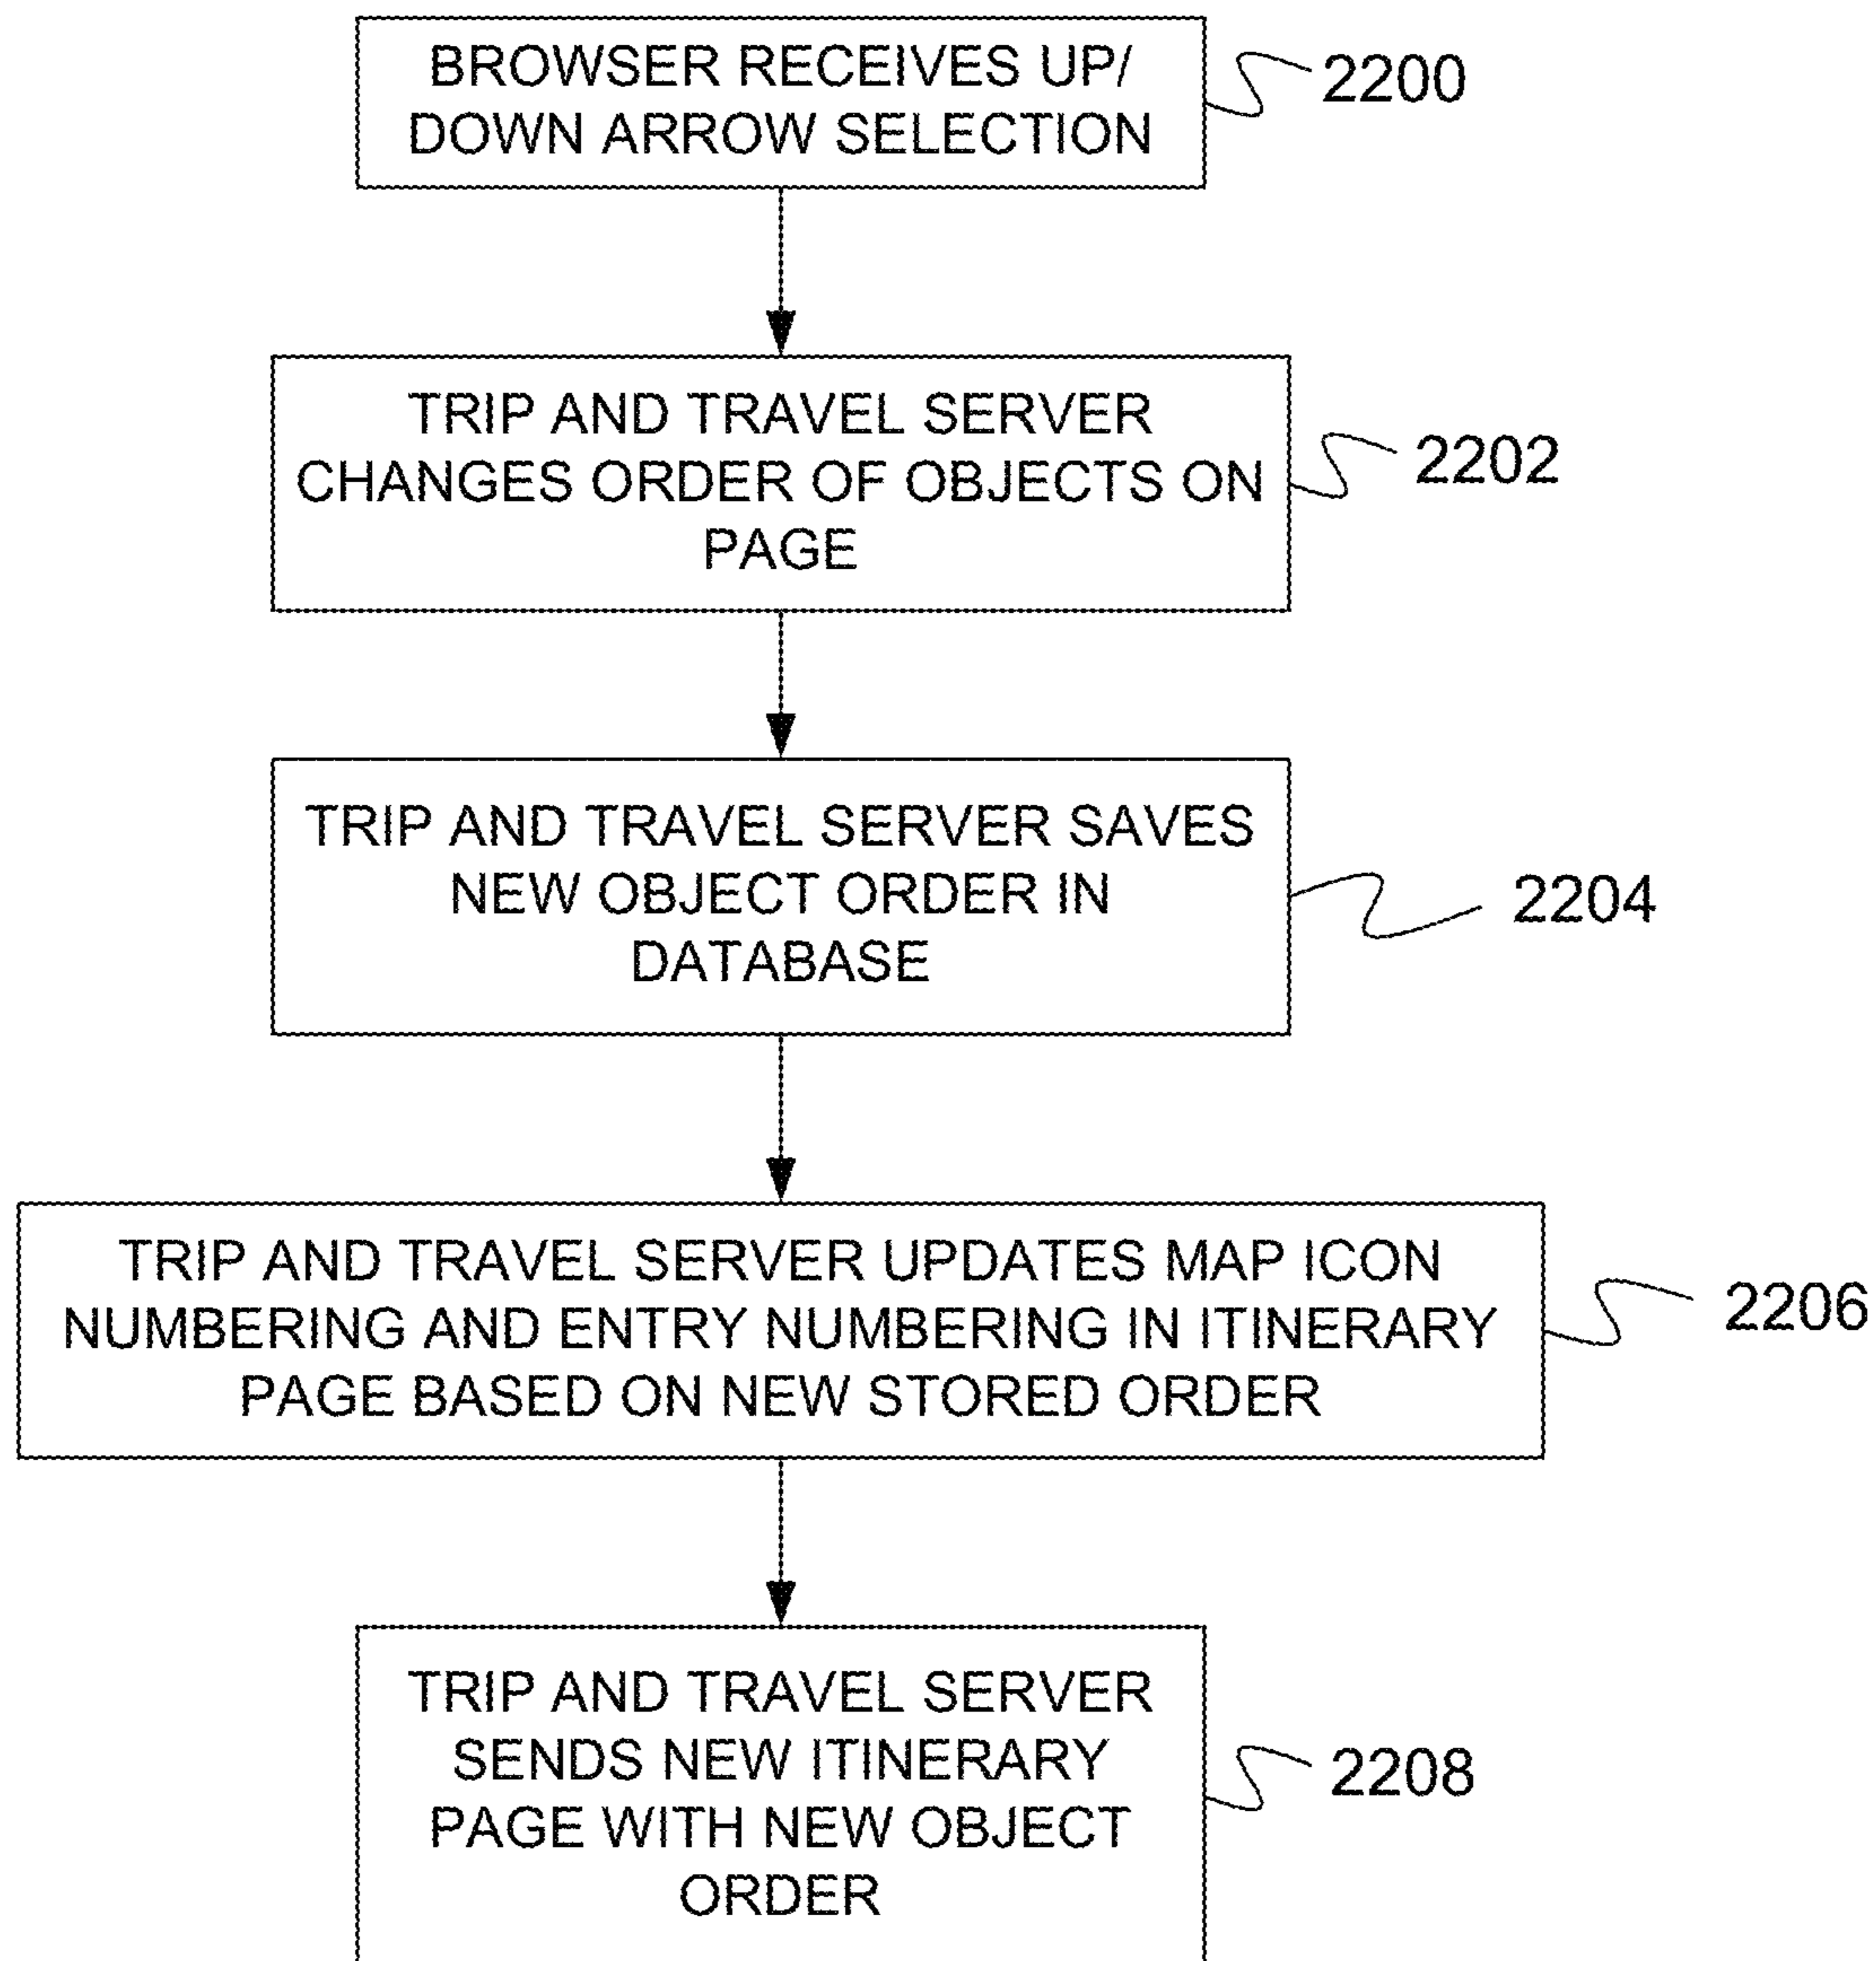 BROWSER RECEIVES UP/
DOWN ARROW SELECTION
2200
TRIP AND TRAVEL SERVER
CHANGES ORDER OF OBJECTS ON
PAGE
2202
TRIP AND TRAVEL SERVER SAVES
NEW OBJECT ORDER IN
DATABASE
2204
TRIP AND TRAVEL SERVER UPDATES MAP ICON
NUMBERING AND ENTRY NUMBERING IN ITINERARY
PAGE BASED ON NEW STORED ORDER
2206
TRIP AND TRAVEL SERVER
SENDS NEW ITINERARY
PAGE WITH NEW OBJECT
ORDER
2208